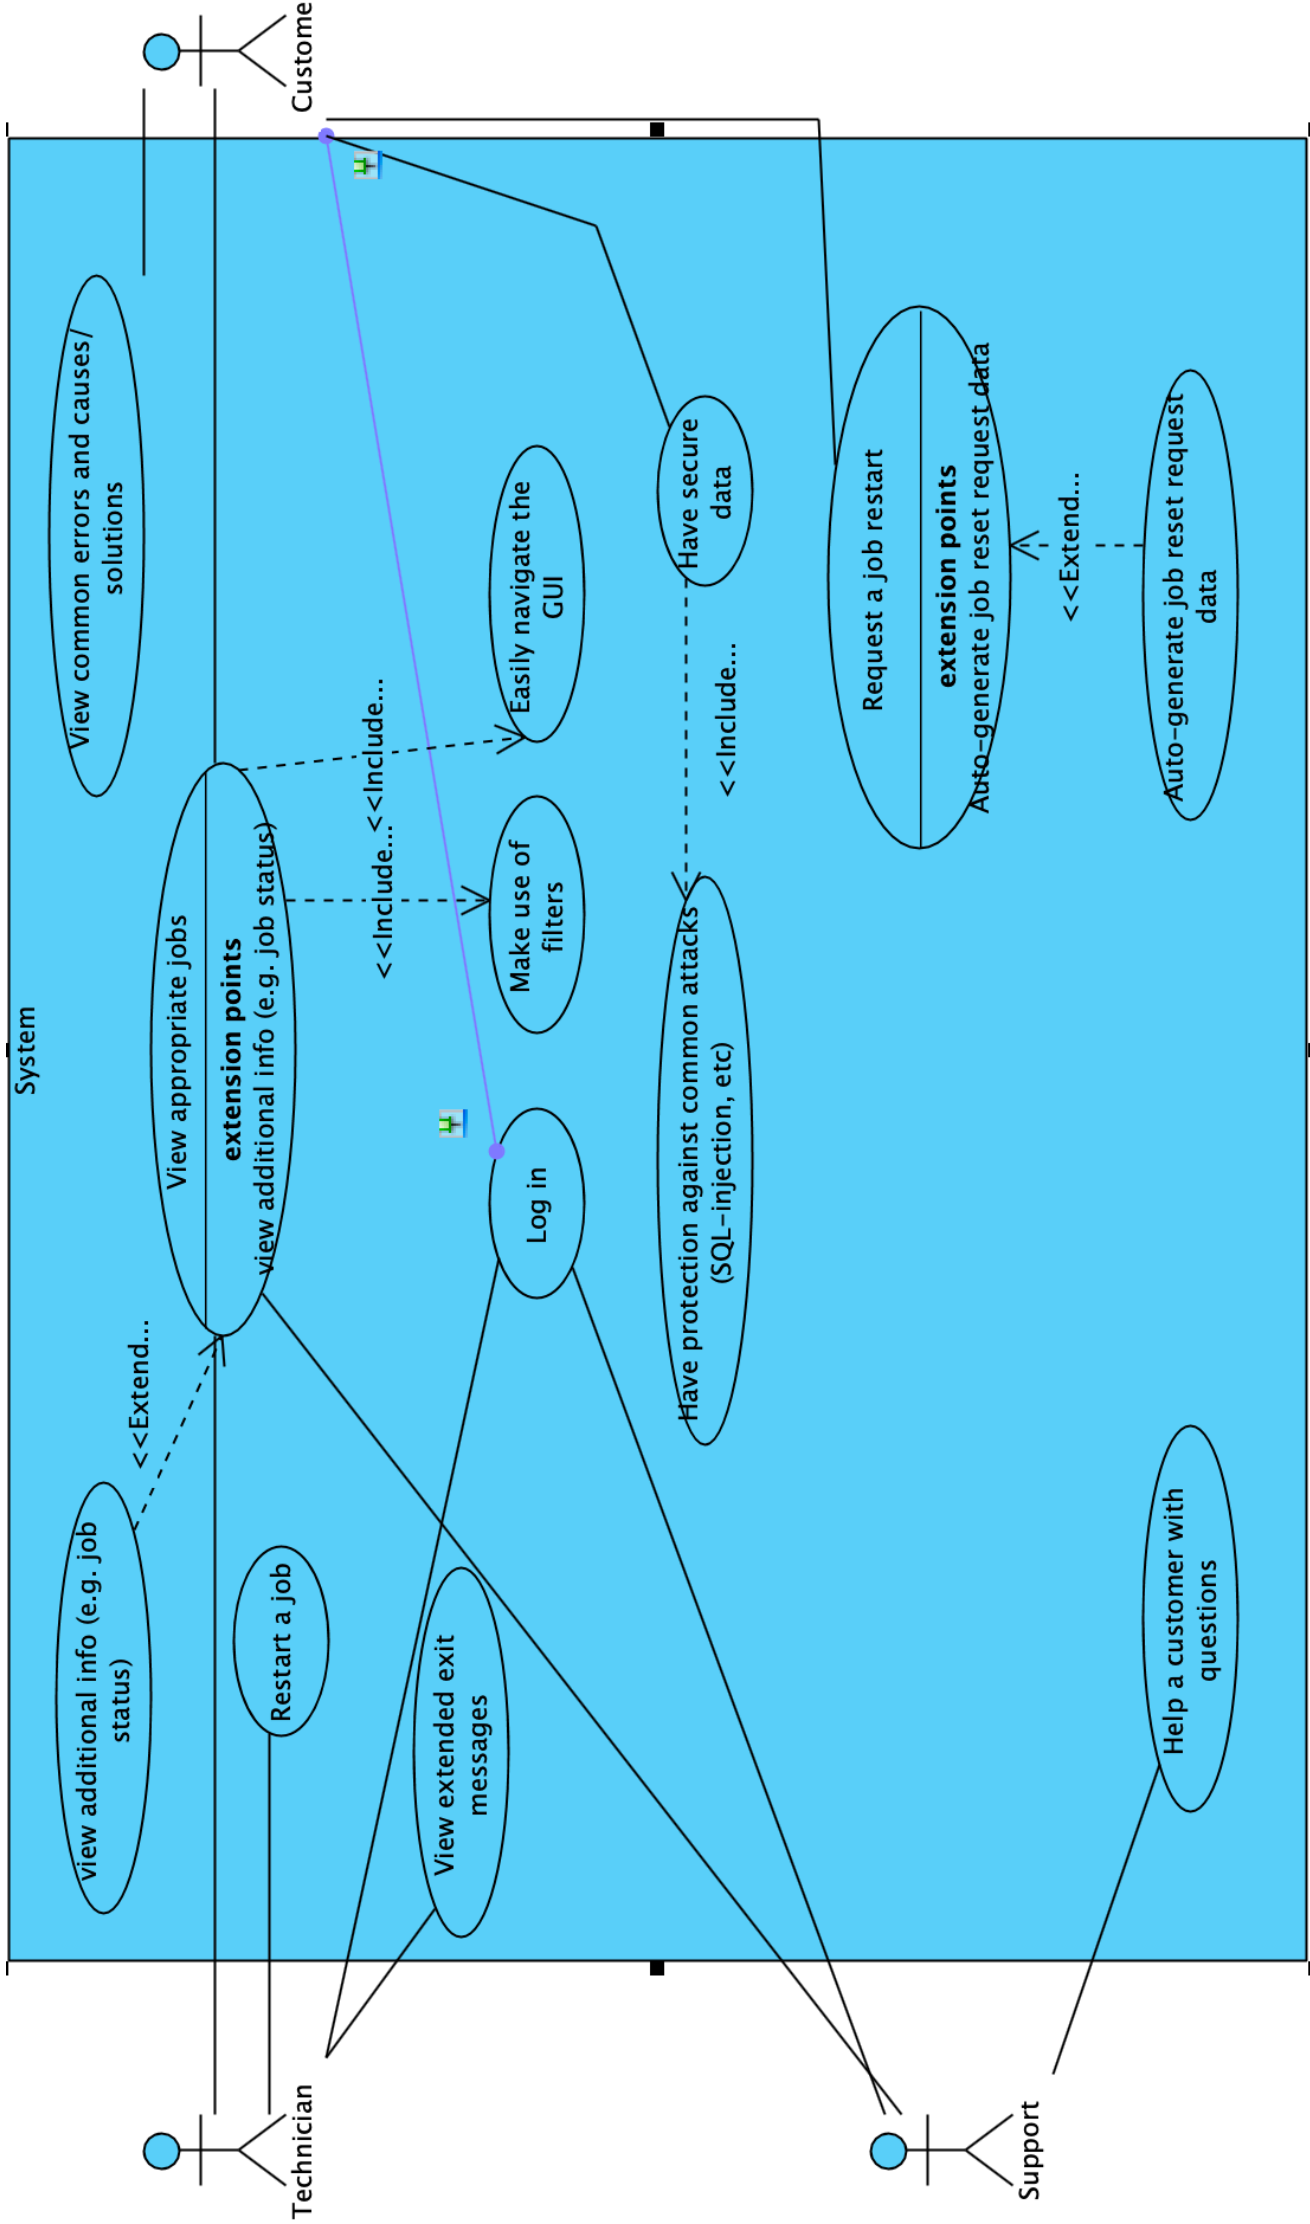 System
View common errors and causes/
solutions
view additional info (e.g. job
status)
<<Extend...
View appropriate jobs
extension points
view additional info (e.g. job status)
Custome
Technician
Restart a job
<<Include...
<<Include...
View extended exit
messages
Log in
Make use of
filters
Easily navigate the
GUI
Have protection against common attacks
(SQL-injection, etc)
<<Include...
Have secure
data
Request a job restart
extension points
Auto-generate job reset request data
<<Extend...
Support
Help a customer with
questions
Auto-generate job reset request
data